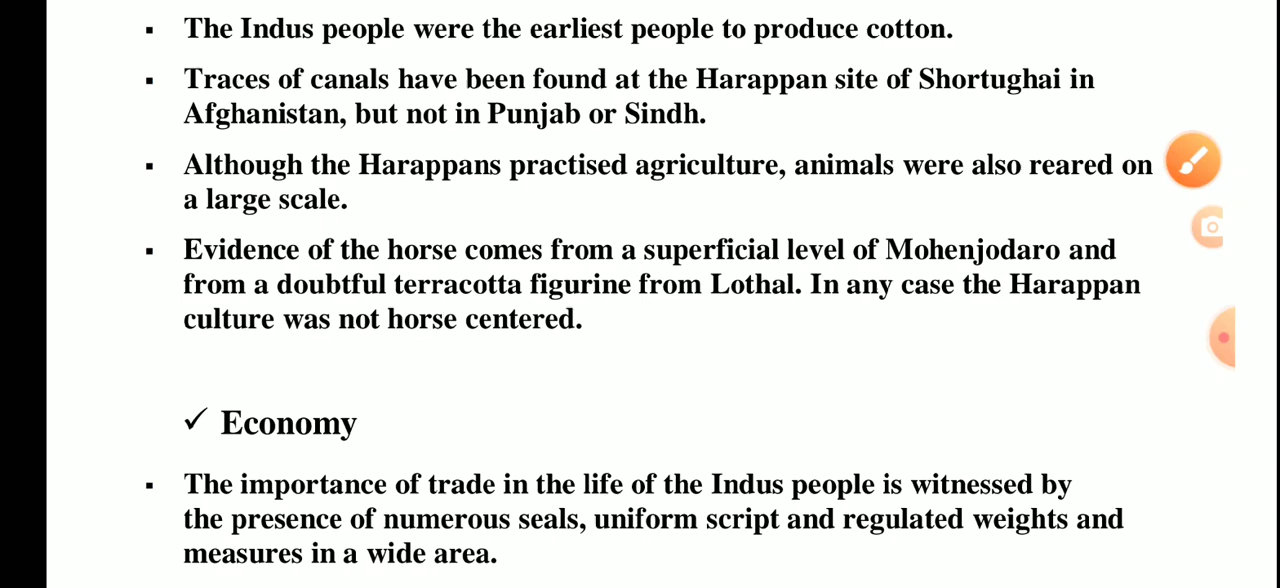 ▪ The Indus people were the earliest people to produce cotton.
▪ Traces of canals have been found at the Harappan site of Shortughai in
Afghanistan, but not in Punjab or Sindh.
▪ Although the Harappans practised agriculture, animals were also reared on
a large scale.
▪ Evidence of the horse comes from a superficial level of Mohenjodaro and
from a doubtful terracotta figurine from Lothal. In any case the Harappan
culture was not horse centered.
✓ Economy
▪ The importance of trade in the life of the Indus people is witnessed by
the presence of numerous seals, uniform script and regulated weights and
measures in a wide area.